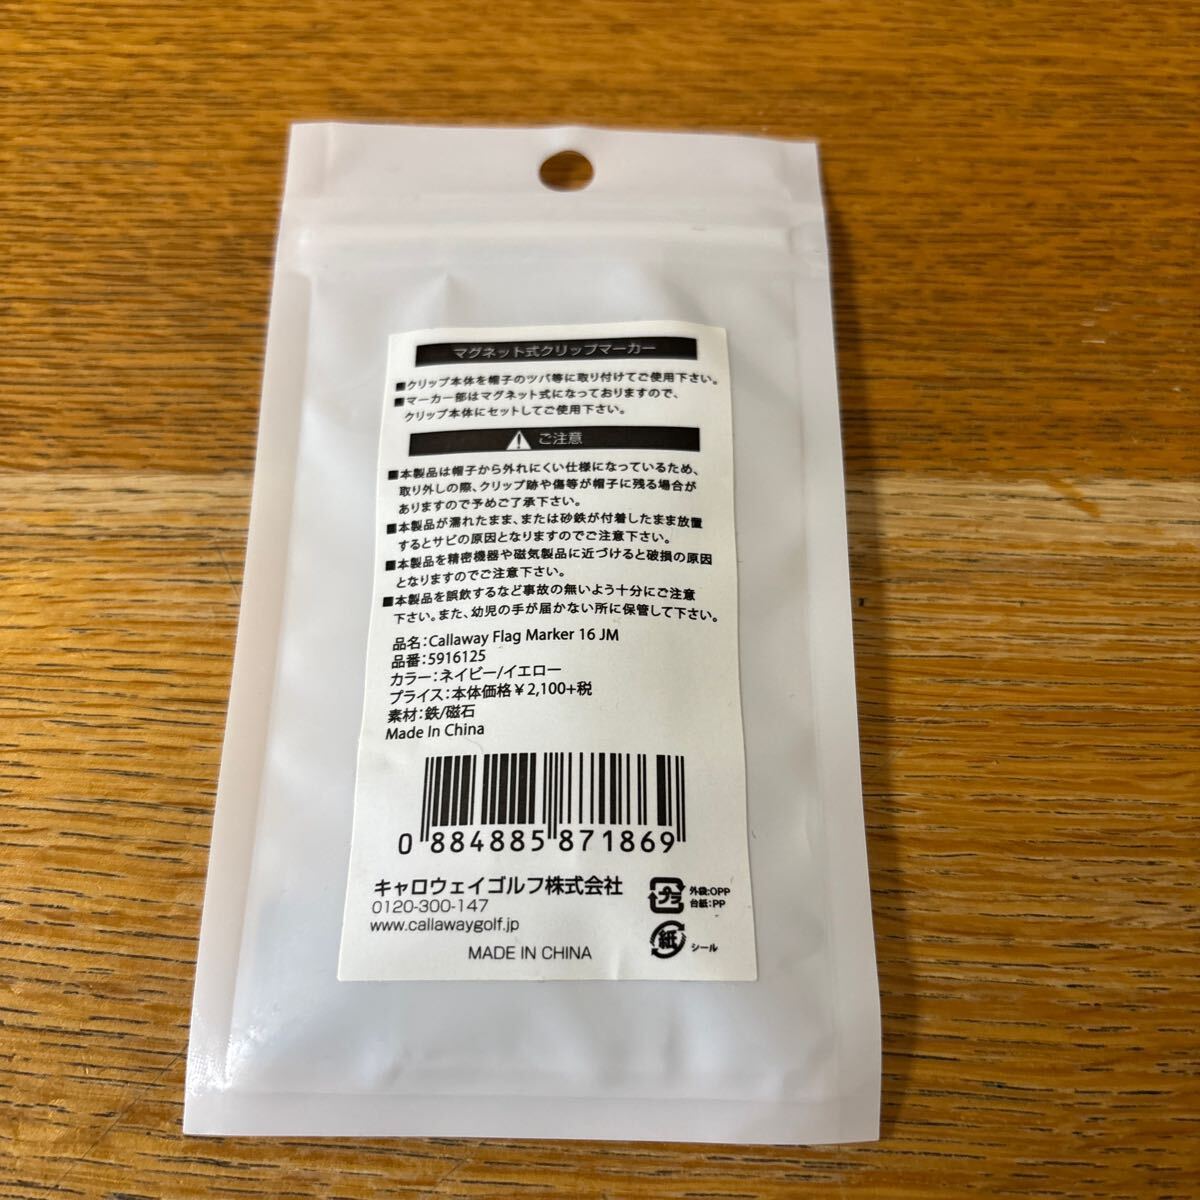 マグネット式クリップマーカー
■クリップ本体を帽子のツバ等に取り付けてご使用下さい。
■マーカー部はマグネット式になっておりますので、
クリップ本体にセットしてご使用下さい。
ご注意
■本製品は帽子から外れにくい仕様になっているため、
取り外しの際、クリップ跡や傷等が帽子に残る場合が
ありますので予めご了承下さい。
■本製品が濡れたまま、または砂鉄が付着したまま放置
するとサビの原因となりますのでご注意下さい。
■本製品を精密機器や磁気製品に近づけると破損の原因
となりますのでご注意下さい。
■本製品を誤飲するなど事故の無いよう十分にご注意
下さい。また、幼児の手が届かない所に保管して下さい。
品名:Callaway Flag Marker 16 JM
品番:5916125
カラー:ネイビー/イエロー
プライス:本体価格¥2,100+税
素材:鉄/磁石
Made In China
0 884885 871869
キャロウェイゴルフ株式会社
0120-300-147
www.callawaygolf.jp
MADE IN CHINA
プラ
外袋:OPP
台紙:PP
紙
シール